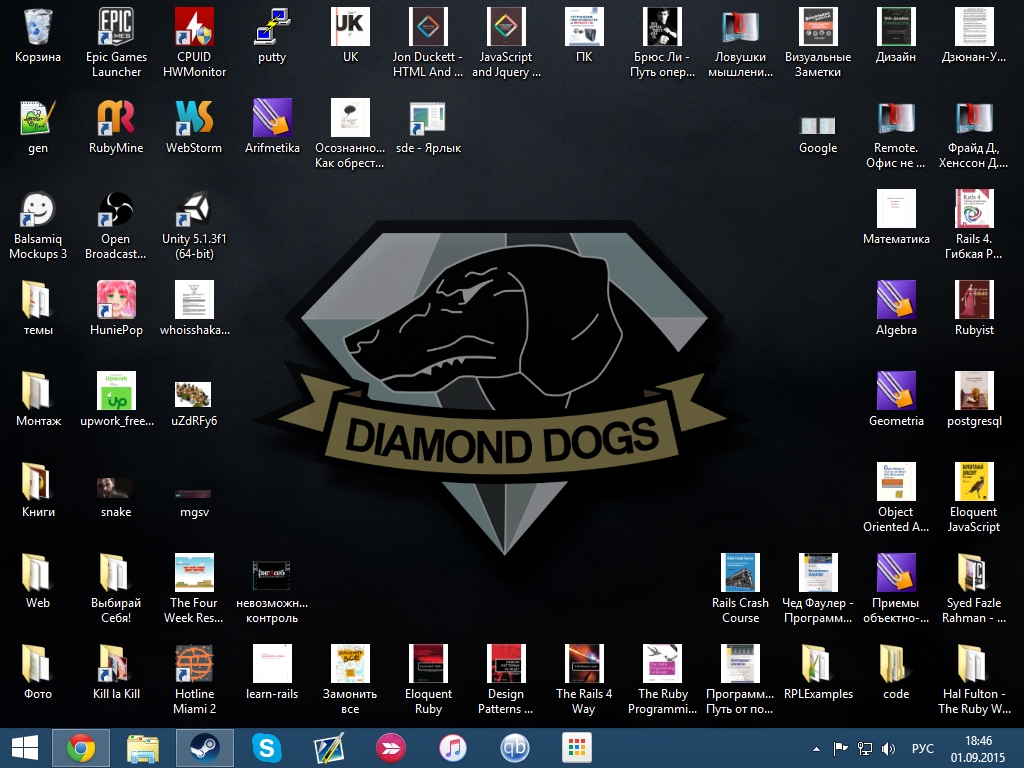 Корзина
Epic Games
Launcher
CPUID
HWMonitor
putty
UK
Jon Duckett -
HTML And ...
JavaScript
and Jquery ...
ПК
Брюс Ли -
Путь опер...
Ловушки
мышлени...
Визуальные
Заметки
Дизайн
Дзюнан-У...
gen
RubyMine
WebStorm
Arifmetika
Осознанно...
Как обрест...
sde - Ярлык
Google
Remote.
Офис не ...
Фрайд Д.,
Хенссон Д....
Balsamiq
Mockups 3
Open
Broadcast...
Unity 5.1.3f1
(64-bit)
Математика
Rails 4.
Гибкая Р...
темы
HuniePop
whoisshaka...
Algebra
Rubyist
Монтаж
upwork_free...
uZdRFy6
Geometria
postgresql
DIAMOND DOGS
Книги
snake
mgsv
Object
Oriented A...
Eloquent
JavaScript
Web
Выбирай
Себя!
The Four
Week Res...
невозможн...
контроль
Rails Crash
Course
Чед Фаулер -
Программ...
Приемы
объектно-...
Syed Fazle
Rahman - ...
Фото
Kill la Kill
Hotline
Miami 2
learn-rails
Замонить
все
Eloquent
Ruby
Design
Patterns ...
The Rails 4
Way
The Ruby
Programmi...
Программ...
Путь от по...
RPLExamples
code
Hal Fulton -
The Ruby W...
РУС
18:46
01.09.2015